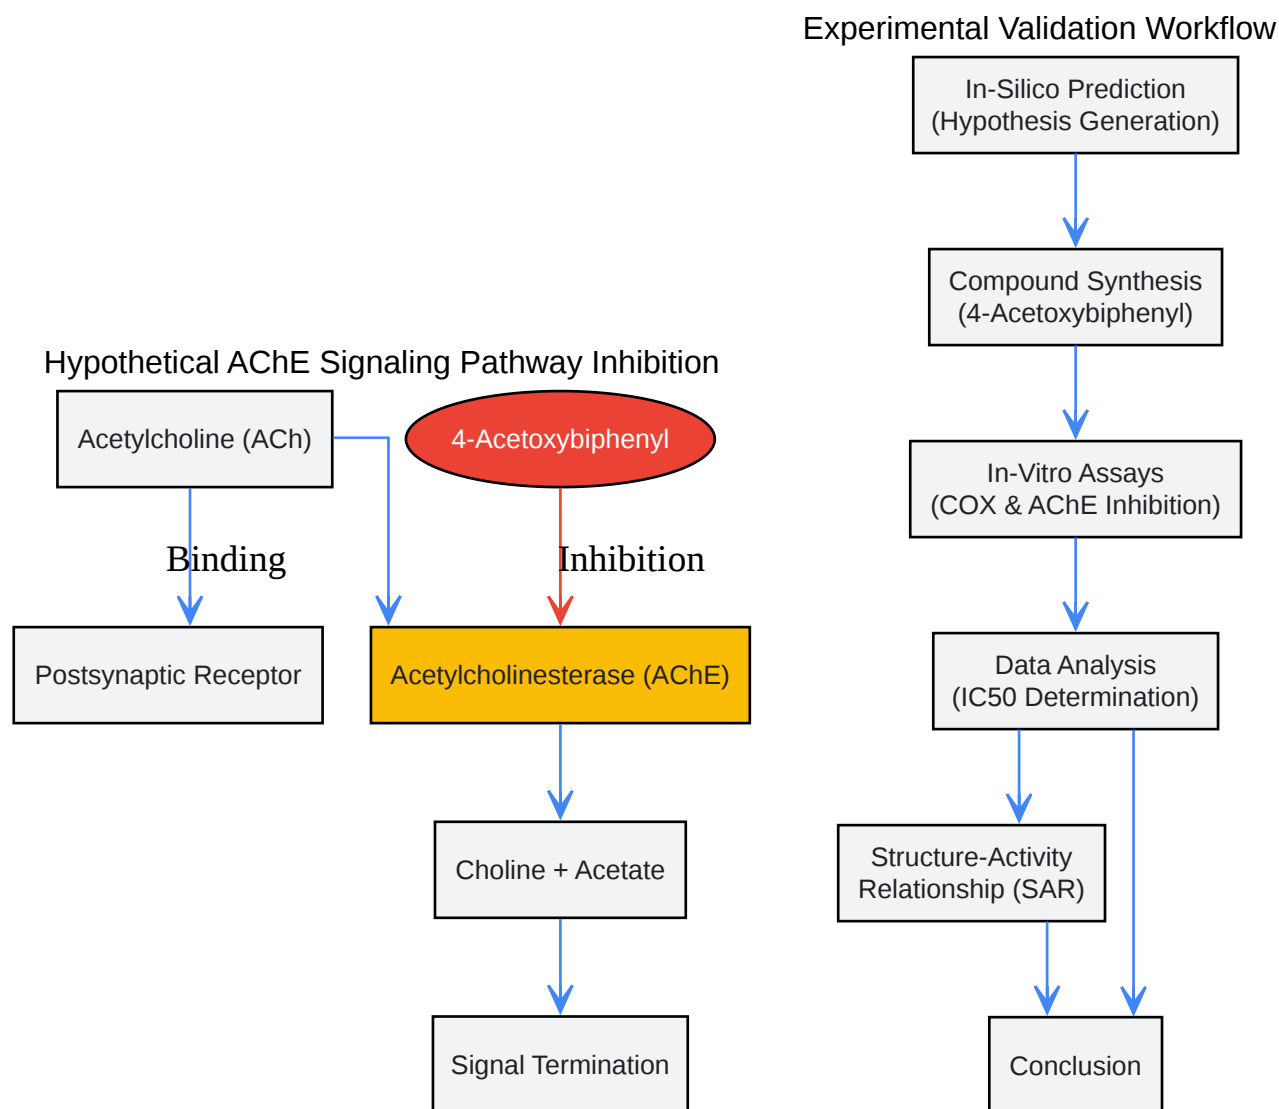 Experimental Validation Workflow
In-Silico Prediction
(Hypothesis Generation)
Compound Synthesis
(4-Acetoxybiphenyl)
In-Vitro Assays
(COX & AChE Inhibition)
Data Analysis
(IC50 Determination)
Structure-Activity
Relationship (SAR)
Conclusion
Hypothetical AChE Signaling Pathway Inhibition
Acetylcholine (ACh)
4-Acetoxybiphenyl
Binding
Inhibition
Postsynaptic Receptor
Acetylcholinesterase (AChE)
Choline + Acetate
Signal Termination